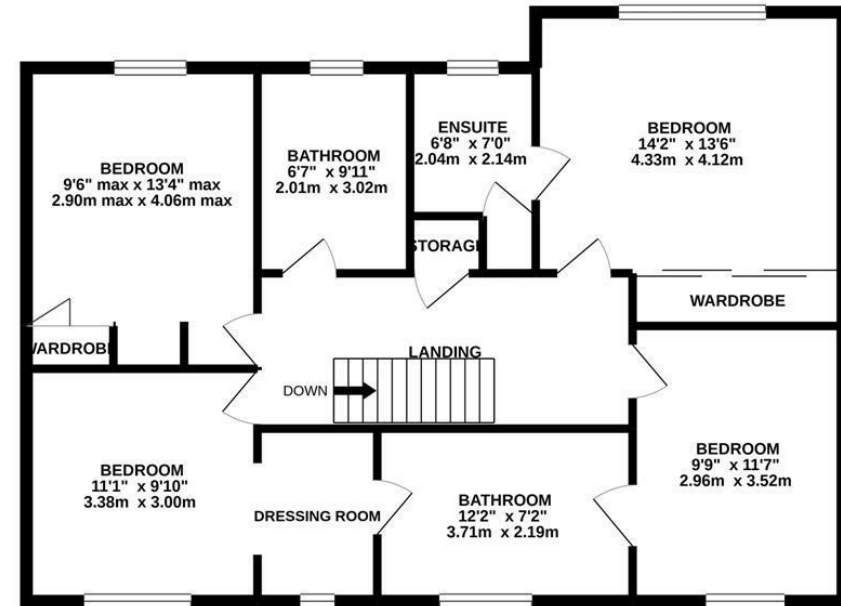 BEDROOM
9'6" max x 13'4" max
2.90m max x 4.06m max
BATHROOM
6'7" x 9'11"
2.01m x 3.02m
ENSUITE
6'8" x 7'0"
2.04m x 2.14m
BEDROOM
14'2" x 13'6"
4.33m x 4.12m
STORAGE
WARDROBE
WARDROBE
LANDING
DOWN
BEDROOM
11'1" x 9'10"
3.38m x 3.00m
DRESSING ROOM
BATHROOM
12'2" x 7'2"
3.71m x 2.19m
BEDROOM
9'9" x 11'7"
2.96m x 3.52m